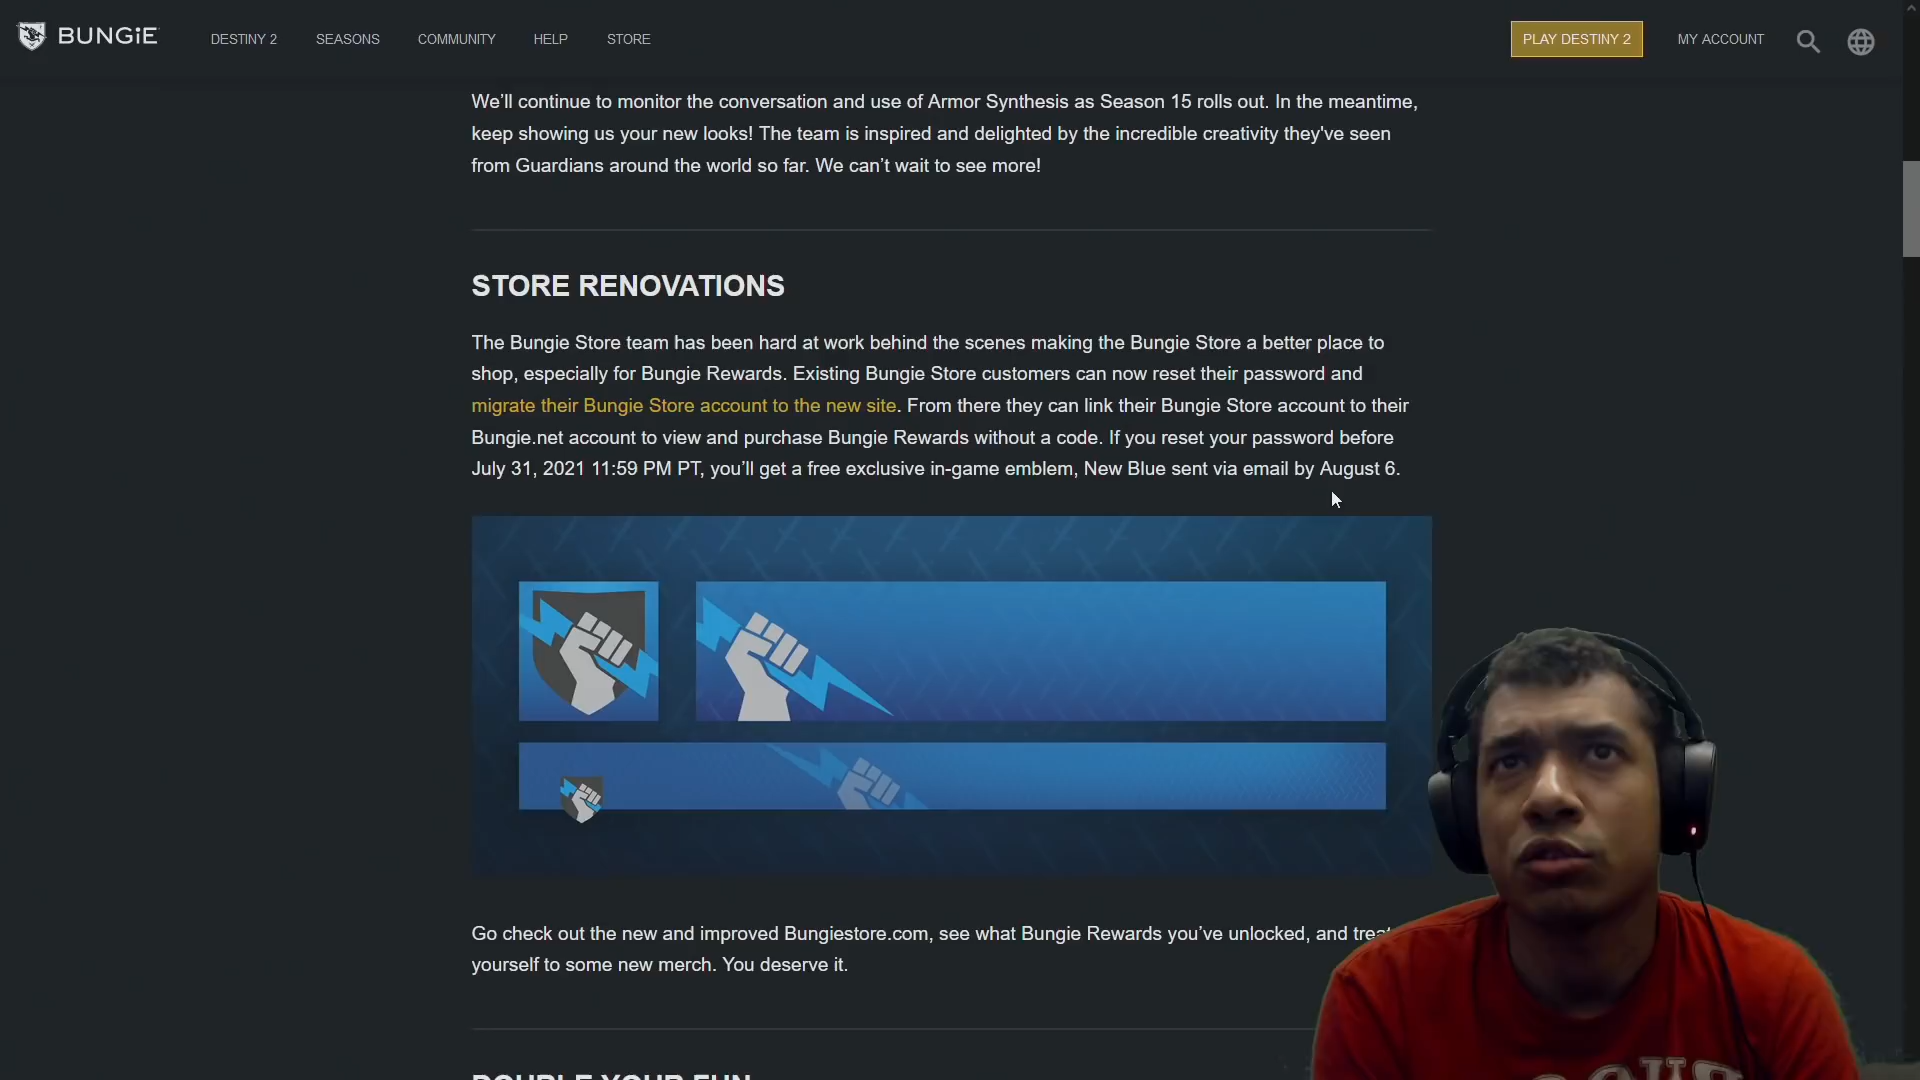 BUNGiE
DESTINY 2
SEASONS
COMMUNITY
HELP
STORE
PLAY DESTINY 2
MY ACCOUNT
We’ll continue to monitor the conversation and use of Armor Synthesis as Season 15 rolls out. In the meantime,
keep showing us your new looks! The team is inspired and delighted by the incredible creativity they've seen
from Guardians around the world so far. We can’t wait to see more!
STORE RENOVATIONS
The Bungie Store team has been hard at work behind the scenes making the Bungie Store a better place to
shop, especially for Bungie Rewards. Existing Bungie Store customers can now reset their password and
migrate their Bungie Store account to the new site. From there they can link their Bungie Store account to their
Bungie.net account to view and purchase Bungie Rewards without a code. If you reset your password before
July 31, 2021 11:59 PM PT, you’ll get a free exclusive in-game emblem, New Blue sent via email by August 6.
Go check out the new and improved Bungiestore.com, see what Bungie Rewards you’ve unlocked, and treat
yourself to some new merch. You deserve it.
DOUBLE YOUR FUN